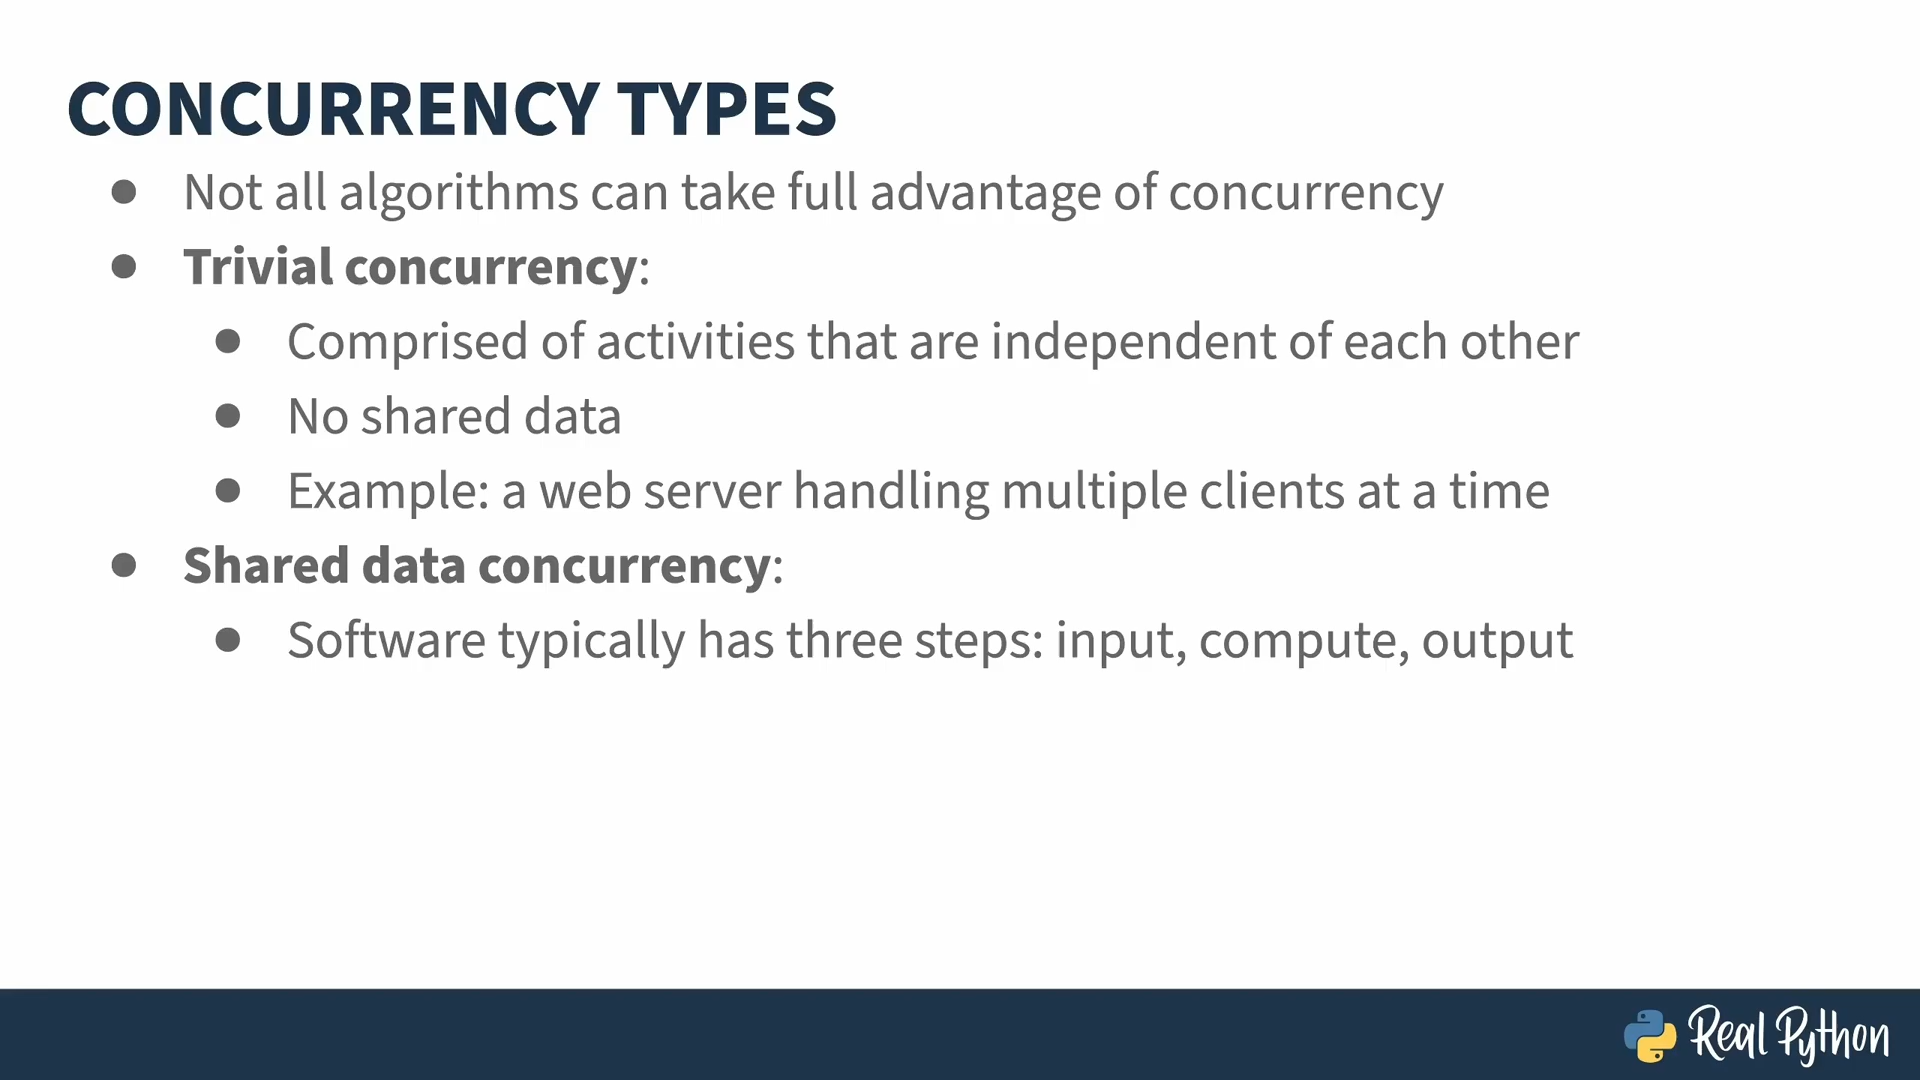 CONCURRENCY TYPES
● Not all algorithms can take full advantage of concurrency
● Trivial concurrency:
● Comprised of activities that are independent of each other
● No shared data
● Example: a web server handling multiple clients at a time
● Shared data concurrency:
● Software typically has three steps: input, compute, output
Real Python